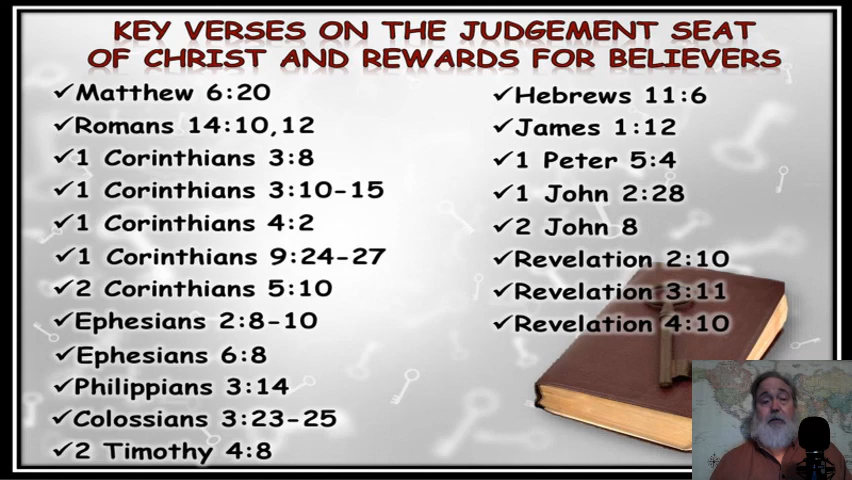 KEY VERSES ON THE JUDGEMENT SEAT
OF CHRIST AND REWARDS FOR BELIEVERS
✓Matthew 6:20
✓Romans 14:10,12
✓1 Corinthians 3:8
✓1 Corinthians 3:10-15
✓1 Corinthians 4:2
✓1 Corinthians 9:24-27
✓2 Corinthians 5:10
✓Ephesians 2:8-10
✓Ephesians 6:8
✓Philippians 3:14
✓Colossians 3:23-25
✓2 Timothy 4:8
✓Hebrews 11:6
✓James 1:12
✓1 Peter 5:4
✓1 John 2:28
✓2 John 8
✓Revelation 2:10
✓Revelation 3:11
✓Revelation 4:10